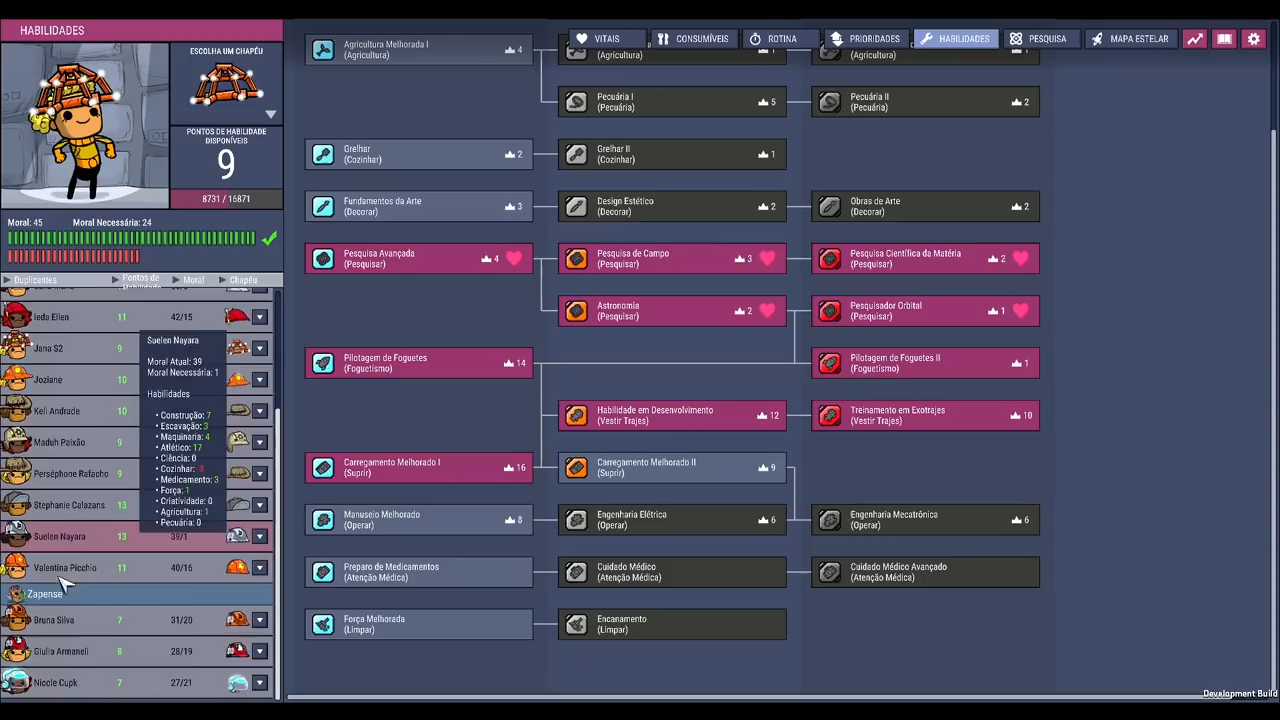 HABILIDADES
VITAIS
CONSUMÍVEIS
ROTINA
PRIORIDADES
HABILIDADES
PESQUISA
MAPA ESTELAR
ESCOLHA UM CHAPÉU
PONTOS DE HABILIDADE
DISPONÍVEIS
9
8731 / 16871
Moral: 45
Moral Necessária: 24
Duplicantes
Pontos de
Moral
Chapéu
Ieda Ellen 11 42/15
Jana S2 9
Joziane 10
Keli Andrade 10
Maduh Paixão 9
Perséphone Rafacho 9
Stephanie Calazans 13
Suelen Nayara 13 39/1
Valentina Picchio 11 40/16
Zapense
Bruna Silva 7 31/20
Giulia Armaneli 8 28/19
Nicole Cupk 7 27/21
Suelen Nayara
Moral Atual: 39
Moral Necessária: 1
Habilidades
• Construção: 7
• Escavação: 3
• Maquinaria: 4
• Atlético: 17
• Ciência: 0
• Cozinhar:
• Medicamento: 3
• Força: 1
• Criatividade: 0
• Agricultura: 1
• Pecuária: 0
Agricultura Melhorada I
(Agricultura)
4
(Agricultura)
(Agricultura)
Pecuária I
(Pecuária)
5
Pecuária II
(Pecuária)
2
Grelhar
(Cozinhar)
2
Grelhar II
(Cozinhar)
1
Fundamentos da Arte
(Decorar)
3
Design Estético
(Decorar)
2
Obras de Arte
(Decorar)
2
Pesquisa Avançada
(Pesquisar)
4
Pesquisa de Campo
(Pesquisar)
3
Pesquisa Científica da Matéria
(Pesquisar)
2
Astronomia
(Pesquisar)
2
Pesquisador Orbital
(Pesquisar)
1
Pilotagem de Foguetes
(Foguetismo)
14
Pilotagem de Foguetes II
(Foguetismo)
1
Habilidade em Desenvolvimento
(Vestir Trajes)
12
Treinamento em Exotrajes
(Vestir Trajes)
10
Carregamento Melhorado I
(Suprir)
16
Carregamento Melhorado II
(Suprir)
9
Manuseio Melhorado
(Operar)
8
Engenharia Elétrica
(Operar)
6
Engenharia Mecatrônica
(Operar)
6
Preparo de Medicamentos
(Atenção Médica)
Cuidado Médico
(Atenção Médica)
Cuidado Médico Avançado
(Atenção Médica)
Força Melhorada
(Limpar)
Encanamento
(Limpar)
Development Build